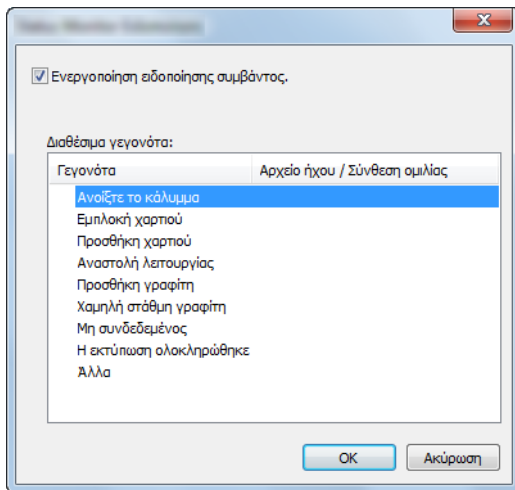 Ενεργοποίηση ειδοποίησης συμβάντος.
Διαθέσιμα γεγονότα:
Γεγονότα Αρχείο ήχου / Σύνθεση ομιλίας
Ανοίξτε το κάλυμμα
Εμπλοκή χαρτιού
Προσθήκη χαρτιού
Αναστολή λειτουργίας
Προσθήκη γραφίτη
Χαμηλή στάθμη γραφίτη
Μη συνδεδεμένος
Η εκτύπωση ολοκληρώθηκε
Άλλα
OK Ακύρωση